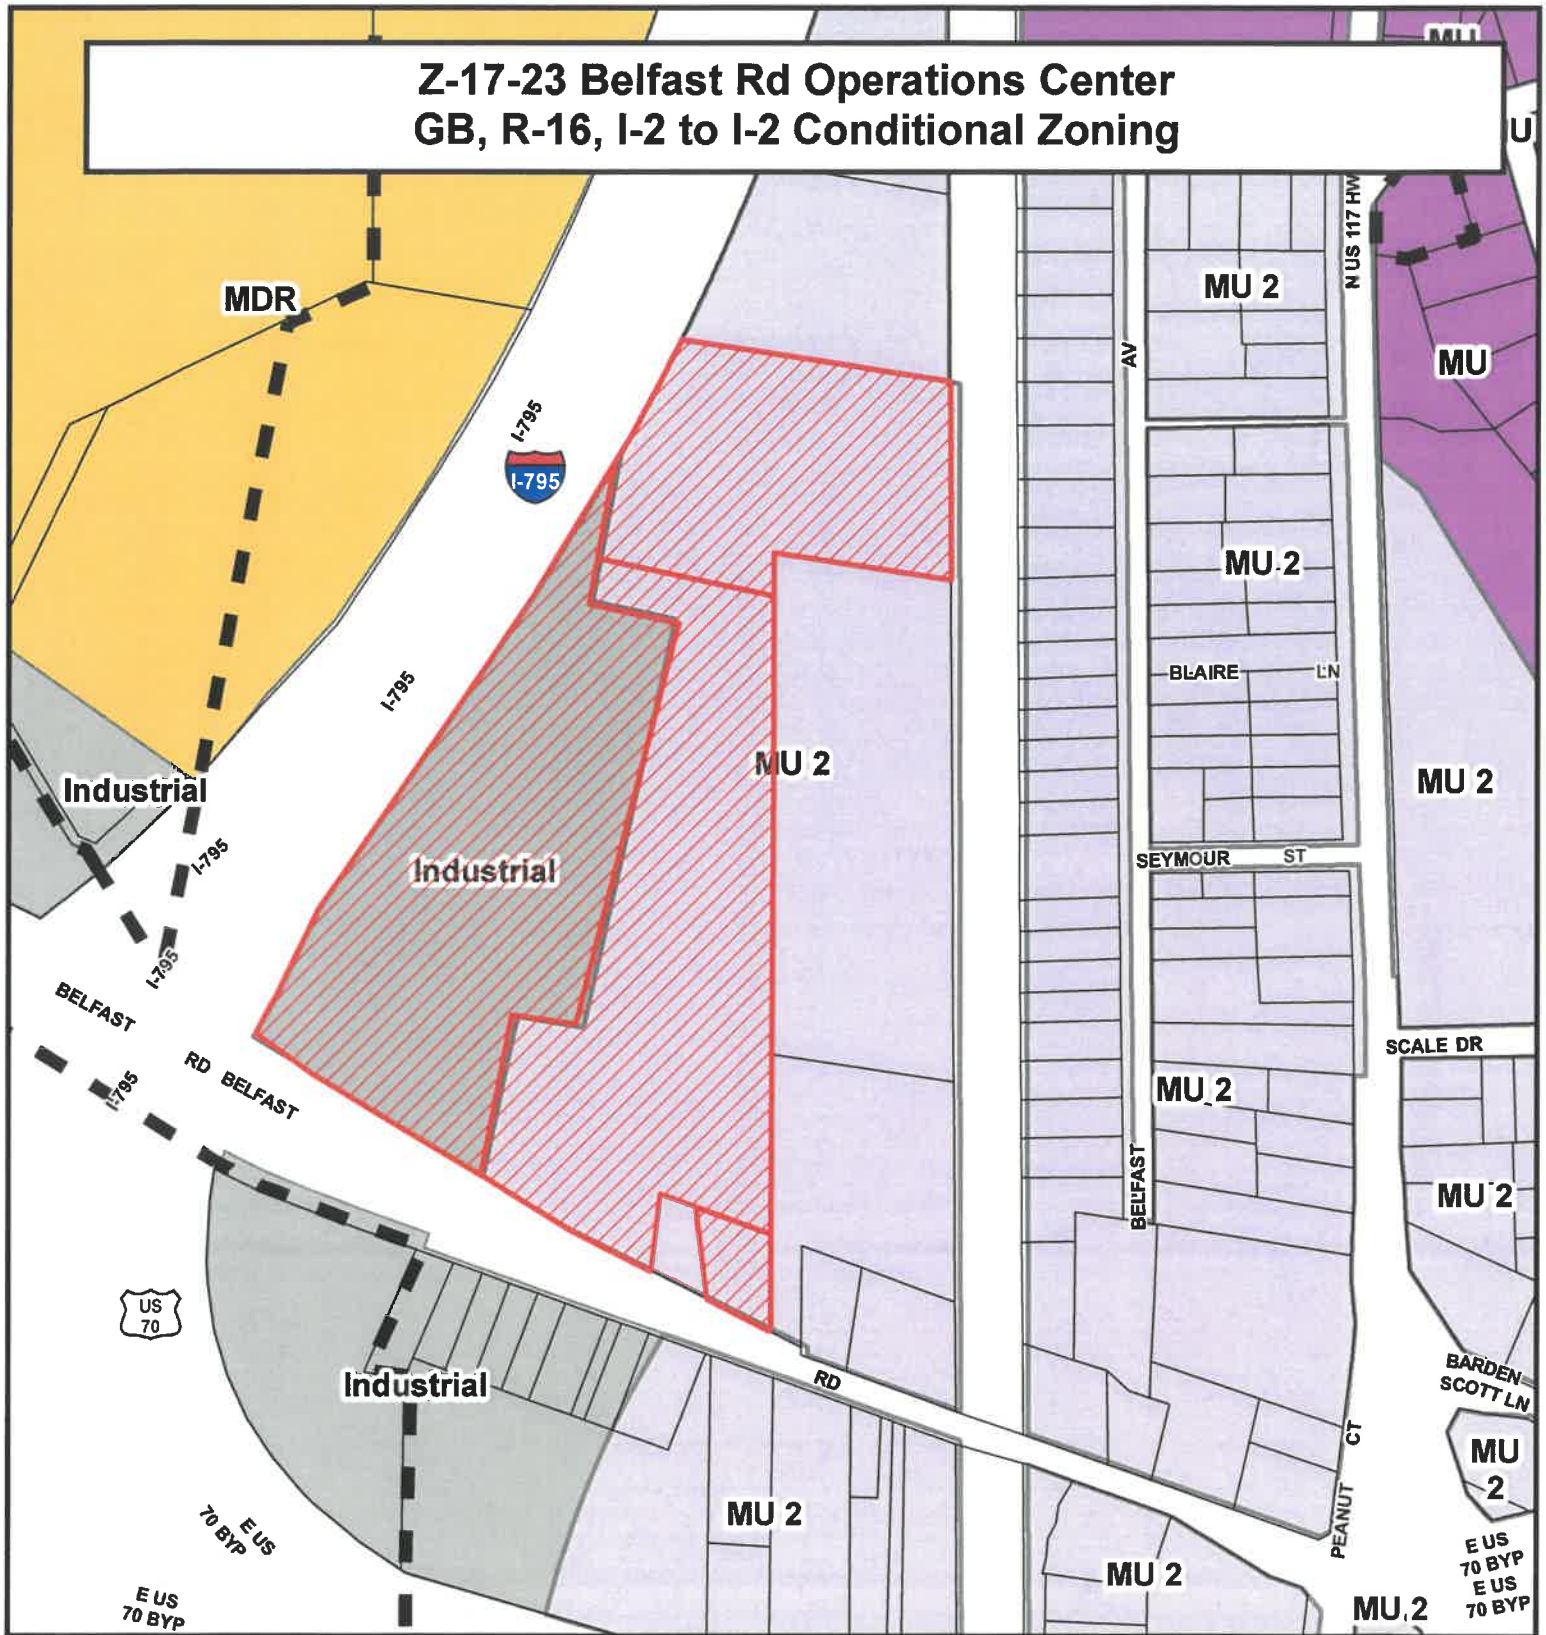 MU
Z-17-23 Belfast Rd Operations Center
GB, R-16, I-2 to I-2 Conditional Zoning
U
N US 117 HW
MDR
MU 2
AV
MU
I-795
I-795
MU 2
BLAIRE
LN
I-795
MU 2
MU 2
Industrial
I-795
SEYMOUR
ST
Industrial
I-795
BELFAST
SCALE DR
RD
BELFAST
I-795
MU 2
BELFAST
MU 2
US
70
Industrial
RD
BARDEN
SCOTT LN
CT
MU
2
MU 2
PEANUT
E US
70 BYP
E US
70 BYP
MU 2
E US
70 BYP
E US
70 BYP
MU 2